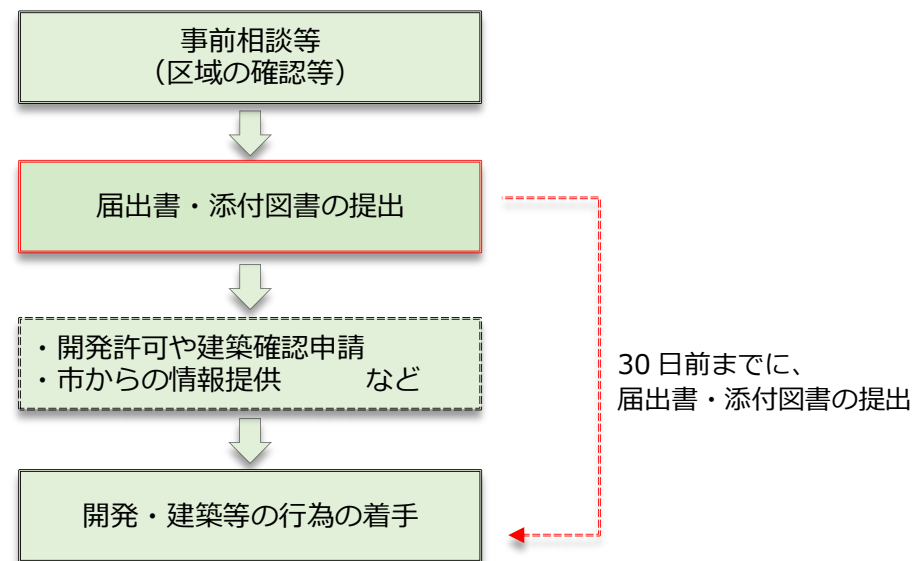 事前相談等
（区域の確認等）
届出書・添付図書の提出
・開発許可や建築確認申請
・市からの情報提供　　　など
30 日前までに、
届出書・添付図書の提出
開発・建築等の行為の着手